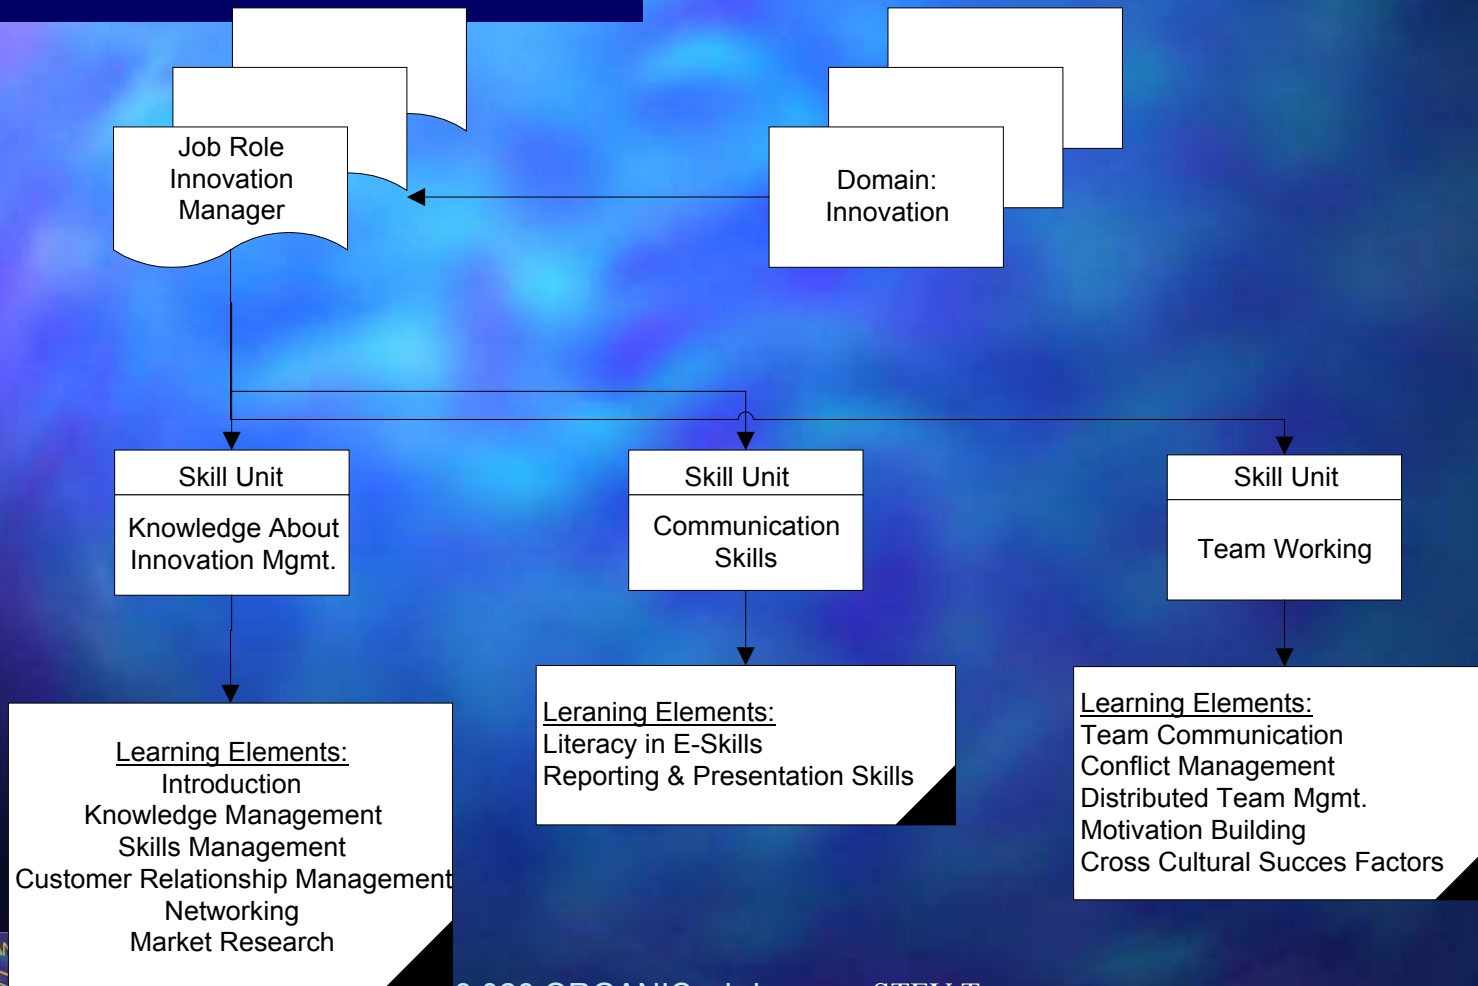 Job Role
Innovation
Manager
Domain:
Innovation
Skill Unit
Knowledge About
Innovation Mgmt.
Skill Unit
Communication
Skills
Skill Unit
Team Working
Learning Elements:
Introduction
Knowledge Management
Skills Management
Customer Relationship Management
Networking
Market Research
Leraning Elements:
Literacy in E-Skills
Reporting & Presentation Skills
Learning Elements:
Team Communication
Conflict Management
Distributed Team Mgmt.
Motivation Building
Cross Cultural Succes Factors
ORGANIC